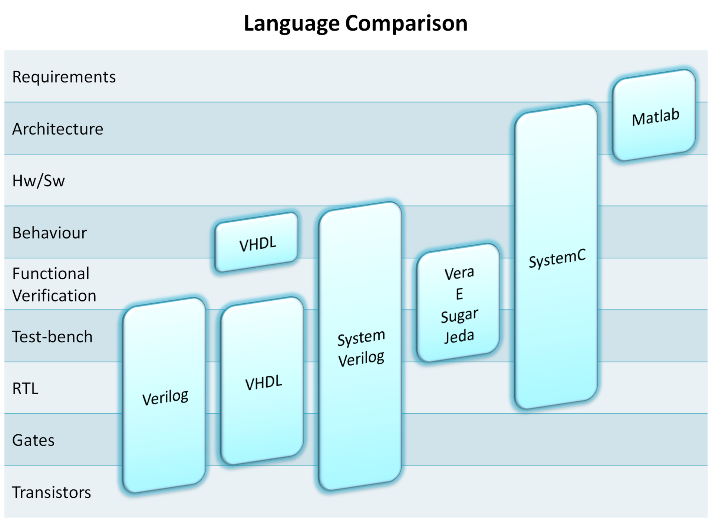 Language Comparison
Requirements
Architecture
Hw/Sw
Behaviour
Functional
Verification
Test-bench
RTL
Gates
Transistors
Verilog
VHDL
VHDL
System
Verilog
Vera
E
Sugar
Jeda
SystemC
Matlab